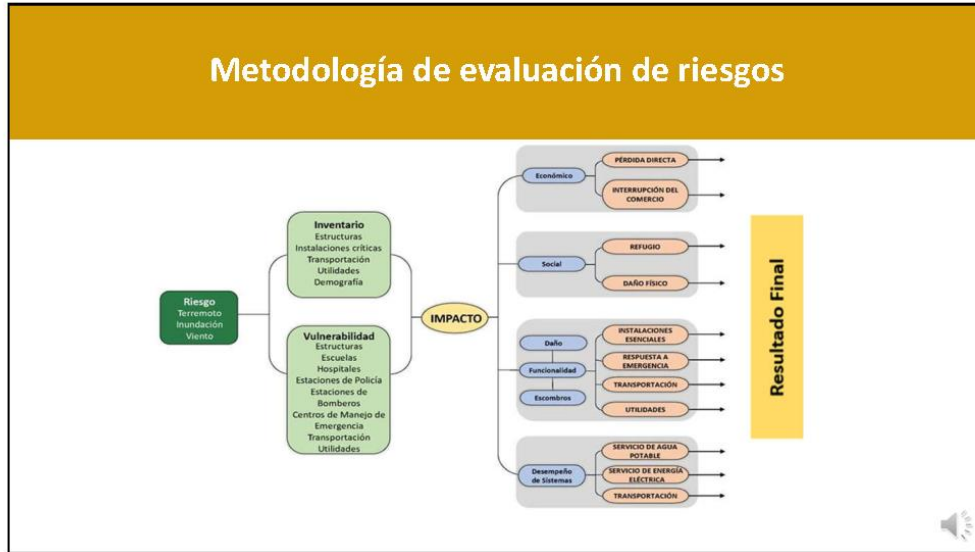 Metodología de evaluación de riesgos
Riesgo
Terremoto
Inundación
Viento
Inventario
Estructuras
Instalaciones críticas
Transportación
Utilidades
Demografía
Vulnerabilidad
Estructuras
Escuelas
Hospitales
Estaciones de Policía
Estaciones de
Bomberos
Centros de Manejo de
Emergencia
Transportación
Utilidades
IMPACTO
Económico
PÉRDIDA DIRECTA
INTERRUPCIÓN DEL
COMERCIO
Social
REFUGIO
DAÑO FÍSICO
Daño
Funcionalidad
Escombros
INSTALACIONES
ESENCIALES
RESPUESTA A
EMERGENCIA
TRANSPORTACIÓN
UTILIDADES
Desempeño
de Sistemas
SERVICIO DE AGUA
POTABLE
SERVICIO DE ENERGÍA
ELÉCTRICA
TRANSPORTACIÓN
Resultado Final